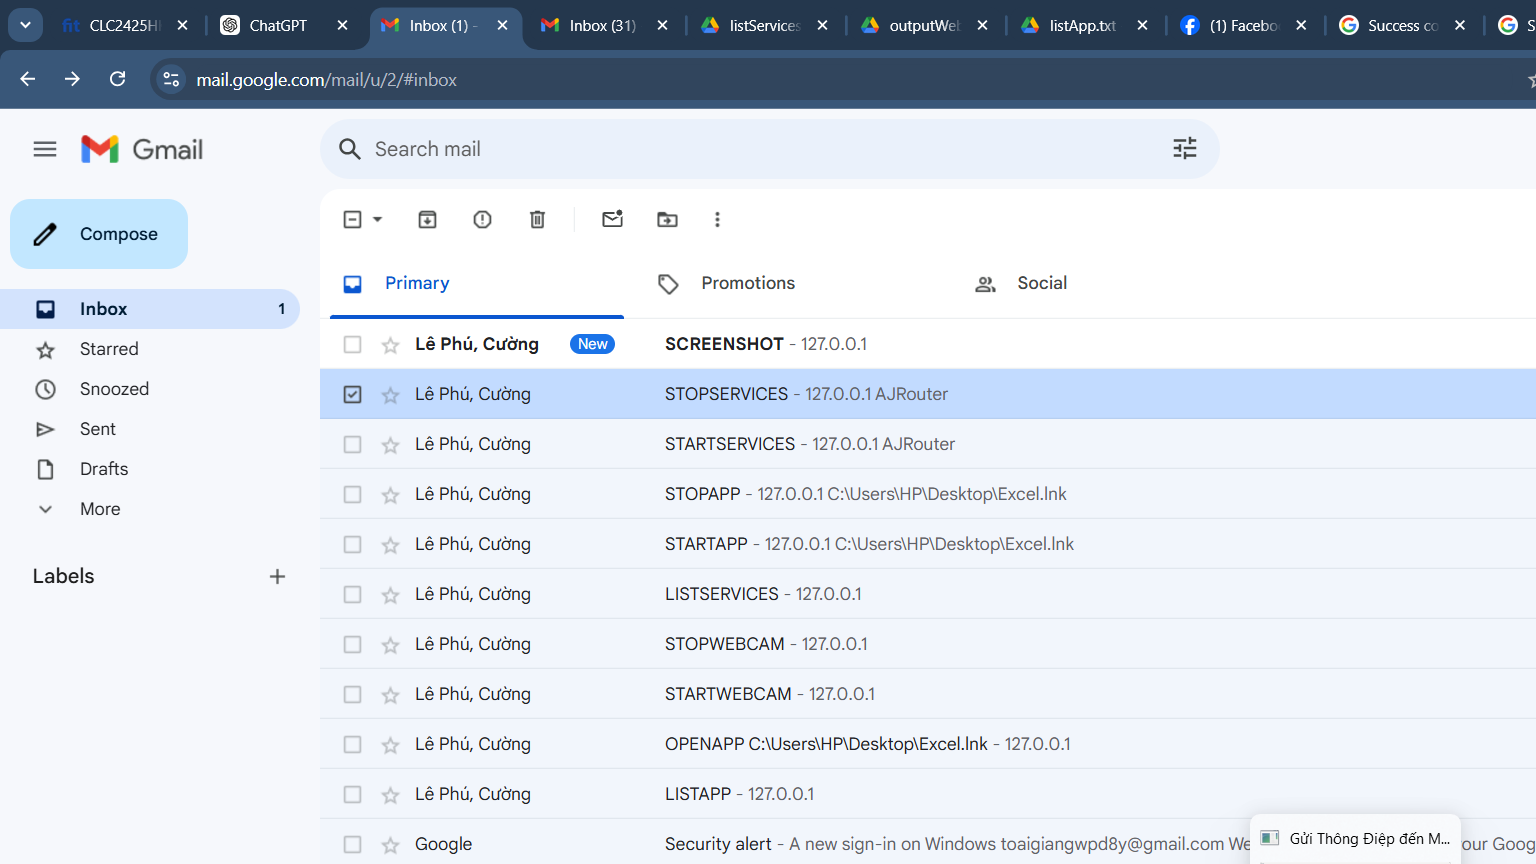 CLC2425H
ChatGPT
Inbox (1) -
Inbox (31)
listServices
outputWeb
listApp.txt
(1) Facebo
Success co
S
mail.google.com/mail/u/2/#inbox
Gmail
Search mail
Compose
Primary
Promotions
Social
Inbox 1
Starred
Snoozed
Sent
Drafts
More
Labels
Lê Phú, Cường New SCREENSHOT - 127.0.0.1
Lê Phú, Cường STOPSERVICES - 127.0.0.1 AJRouter
Lê Phú, Cường STARTSERVICES - 127.0.0.1 AJRouter
Lê Phú, Cường STOPAPP - 127.0.0.1 C:\Users\HP\Desktop\Excel.lnk
Lê Phú, Cường STARTAPP - 127.0.0.1 C:\Users\HP\Desktop\Excel.lnk
Lê Phú, Cường LISTSERVICES - 127.0.0.1
Lê Phú, Cường STOPWEBCAM - 127.0.0.1
Lê Phú, Cường STARTWEBCAM - 127.0.0.1
Lê Phú, Cường OPENAPP C:\Users\HP\Desktop\Excel.lnk - 127.0.0.1
Lê Phú, Cường LISTAPP - 127.0.0.1
Google Security alert - A new sign-in on Windows toaigiangwpd8y@gmail.com We our Goog
Gửi Thông Điệp đến M...